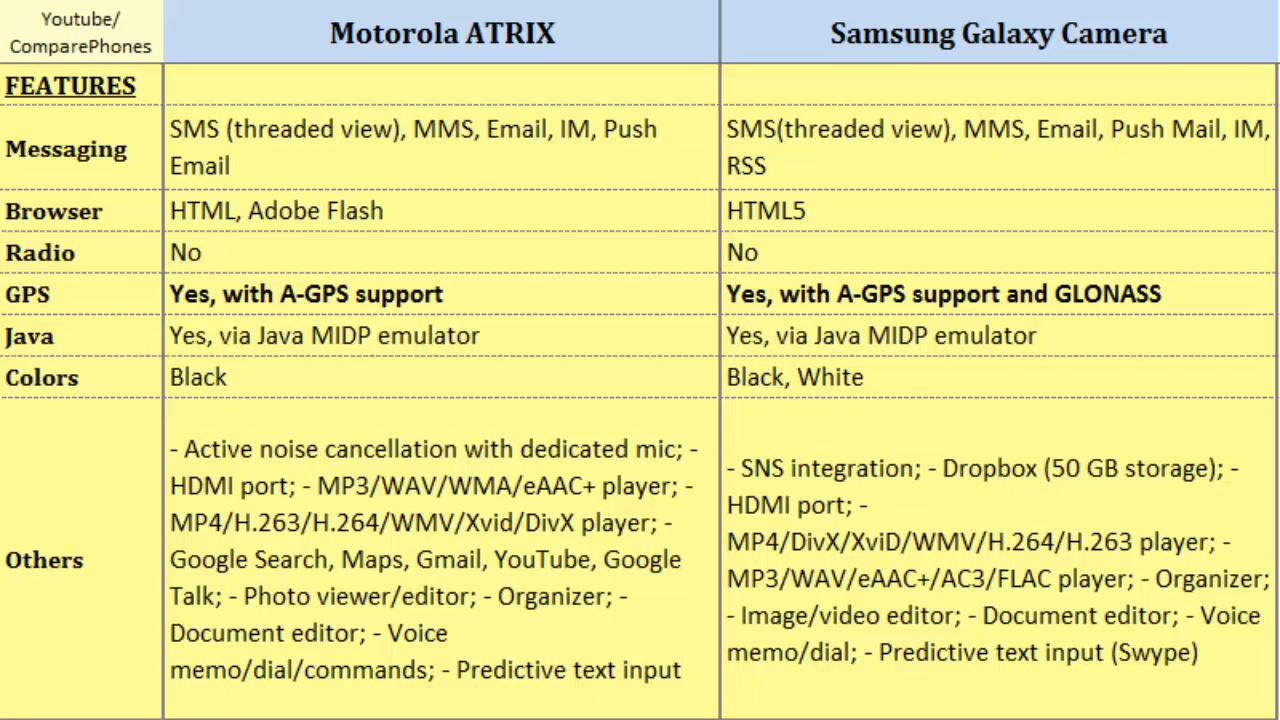 Youtube/
ComparePhones
Motorola ATRIX
Samsung Galaxy Camera
FEATURES
Messaging
SMS (threaded view), MMS, Email, IM, Push
Email
SMS(threaded view), MMS, Email, Push Mail, IM,
RSS
Browser
HTML, Adobe Flash
HTML5
Radio
No
No
GPS
Yes, with A-GPS support
Yes, with A-GPS support and GLONASS
Java
Yes, via Java MIDP emulator
Yes, via Java MIDP emulator
Colors
Black
Black, White
Others
- Active noise cancellation with dedicated mic; -
HDMI port; - MP3/WAV/WMA/eAAC+ player; -
MP4/H.263/H.264/WMV/Xvid/DivX player; -
Google Search, Maps, Gmail, YouTube, Google
Talk; - Photo viewer/editor; - Organizer; -
Document editor; - Voice
memo/dial/commands; - Predictive text input
- SNS integration; - Dropbox (50 GB storage); -
HDMI port; -
MP4/DivX/XviD/WMV/H.264/H.263 player; -
MP3/WAV/eAAC+/AC3/FLAC player; - Organizer;
- Image/video editor; - Document editor; - Voice
memo/dial; - Predictive text input (Swype)